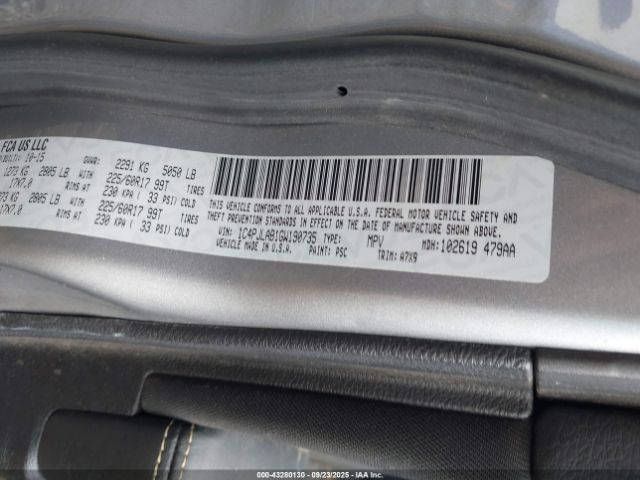 FCA US LLC
BUILT: 10-15 GVWR: 2291 KG 5050 LB
1273 KG 2805 LB 225/60R17 99T TIRES
17X7.0 RIMS AT 230 KPA ( 33 PSI) COLD
KG 2805 LB 225/60R17 99T TIRES
17X7.0 RIMS AT 230 KPA ( 33 PSI) COLD
THIS VEHICLE CONFORMS TO ALL APPLICABLE U.S.A. FEDERAL MOTOR VEHICLE SAFETY AND
THEFT PREVENTION STANDARDS IN EFFECT ON THE DATE OF MANUFACTURE SHOWN ABOVE.
VIN: 1C4PJLAB1GW190735 MPV MDH:102619 479AA
VEHICLE MADE IN U.S.A. PAINT: PSC TRIM: A7X9
000-43280130 - 09/23/2025 - IAAI.COM